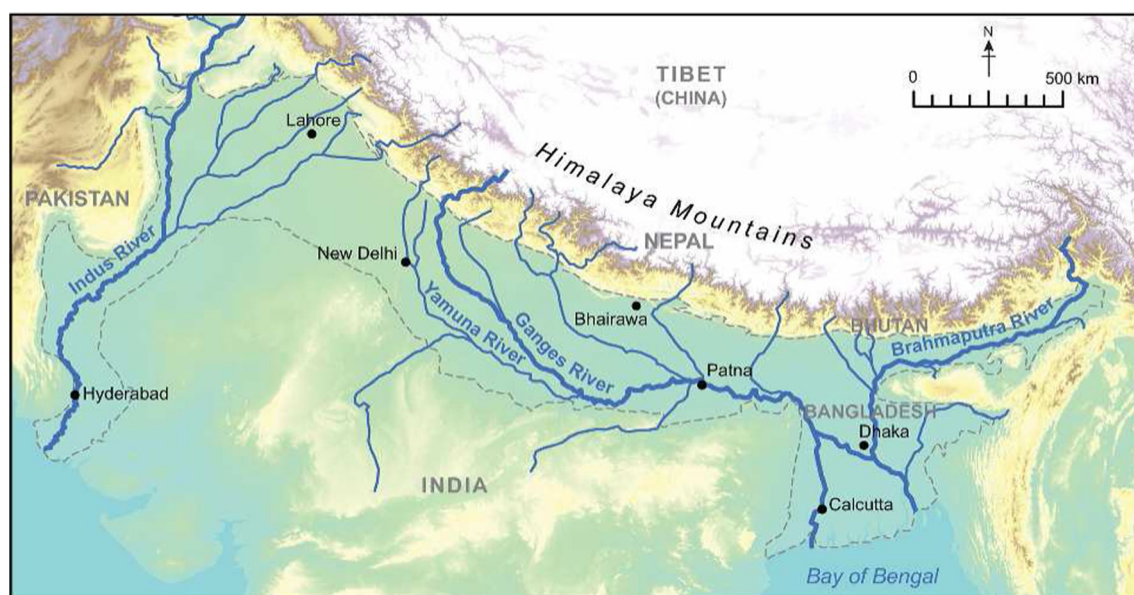 N
0 500 km
TIBET
(CHINA)
Lahore
Himalaya Mountains
PAKISTAN
NEPAL
Indus River
New Delhi
Yamuna River
Ganges River
Bhairawa
BHUTAN
Brahmaputra River
Hyderabad
Patna
BANGLADESH
Dhaka
INDIA
Calcutta
Bay of Bengal